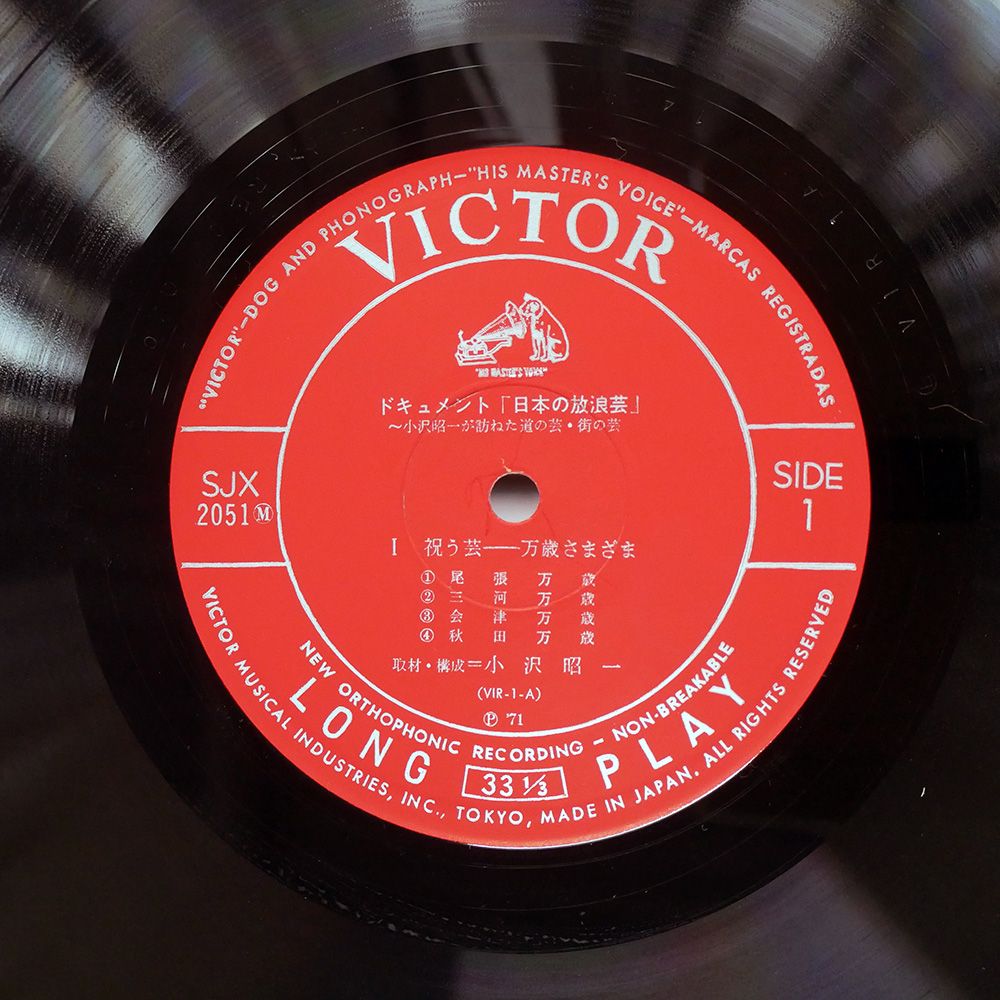 "VICTOR"–DOG AND PHONOGRAPH–"HIS MASTER'S VOICE"–MARCAS REGISTRADAS
VICTOR
"HIS MASTER'S VOICE"
ドキュメント「日本の放浪芸」
〜小沢昭一が訪ねた道の芸・街の芸
SJX
2051 Ⓜ
SIDE
1
I 祝う芸──万歳さまざま
① 尾張万歳
② 三河万歳
③ 会津万歳
④ 秋田万歳
取材・構成=小沢昭一
(VIR-1-A)
Ⓟ '71
NEW ORTHOPHONIC RECORDING – NON-BREAKABLE
LONG PLAY
33 1/3
VICTOR MUSICAL INDUSTRIES, INC., TOKYO, MADE IN JAPAN. ALL RIGHTS RESERVED